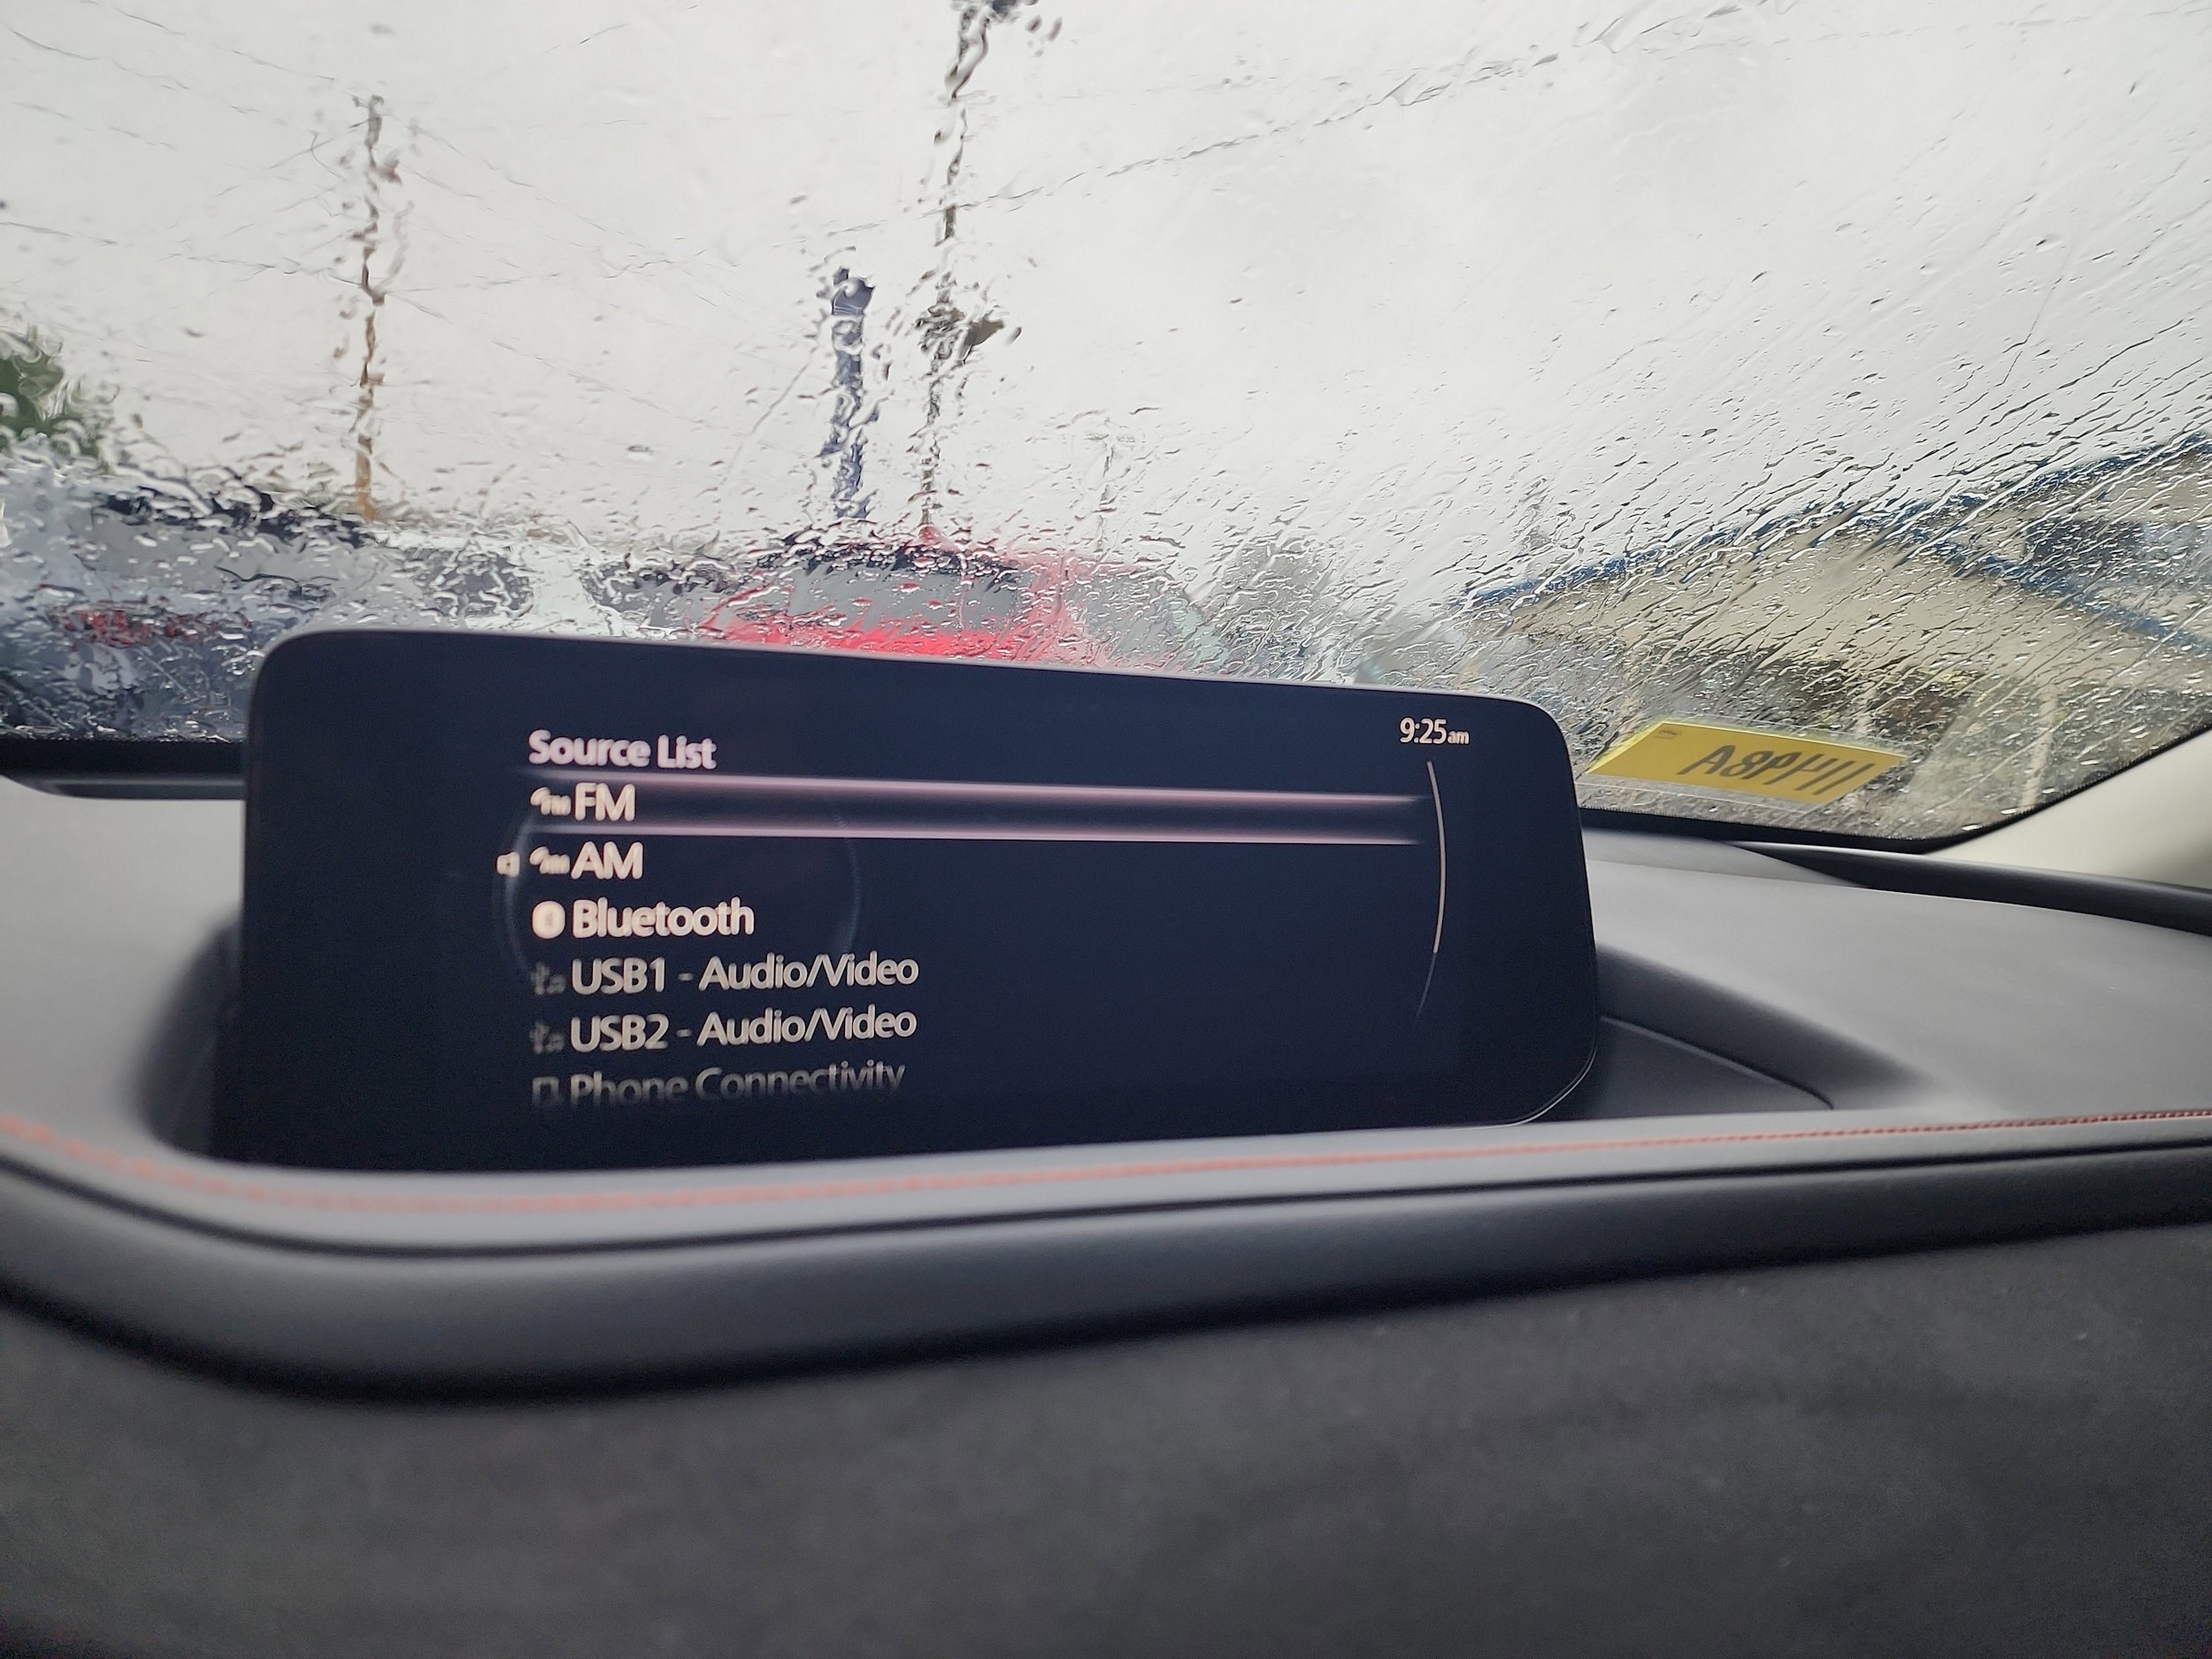 9:25am
Source List
FM
AM
Bluetooth
USB1 - Audio/Video
USB2 - Audio/Video
Phone Connectivity